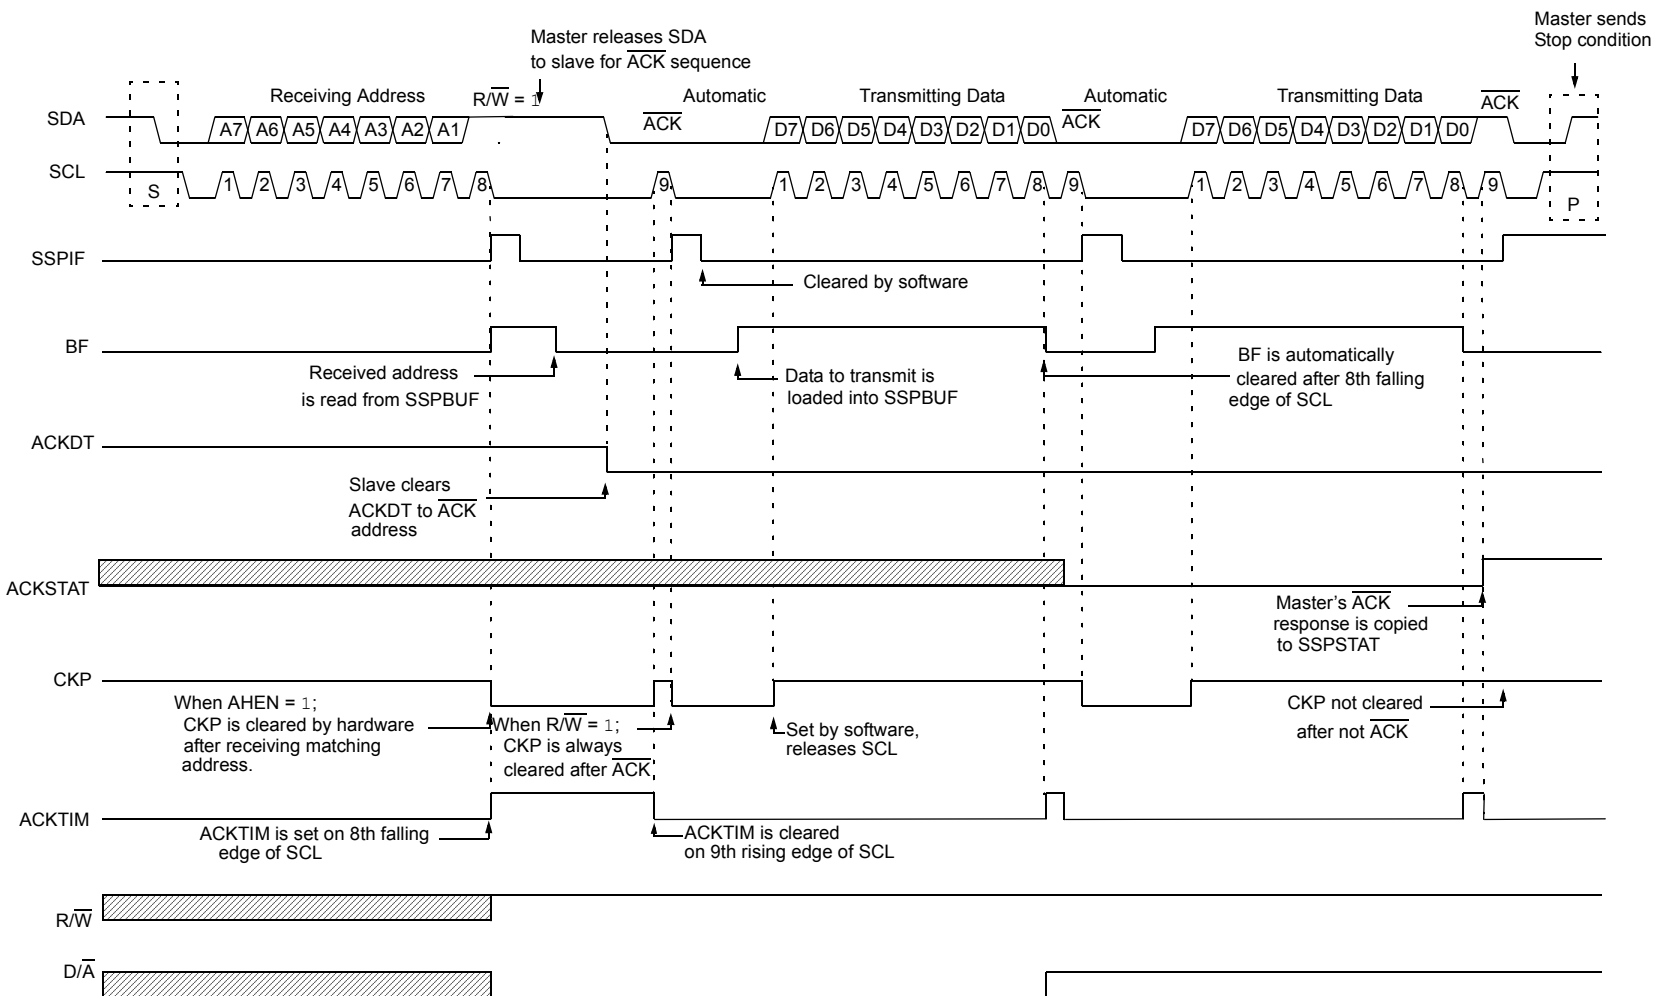 Master sends
Stop condition
Master releases SDA
to slave for A̅C̅K̅ sequence
Receiving Address
R/W̅ = 1
Automatic
Transmitting Data
Automatic
Transmitting Data
A̅C̅K̅
SDA
A7 A6 A5 A4 A3 A2 A1
A̅C̅K̅
D7 D6 D5 D4 D3 D2 D1 D0
A̅C̅K̅
D7 D6 D5 D4 D3 D2 D1 D0
SCL
S
1 2 3 4 5 6 7 8 9
1 2 3 4 5 6 7 8 9
1 2 3 4 5 6 7 8 9
P
SSPIF
Cleared by software
BF
Received address
is read from SSPBUF
Data to transmit is
loaded into SSPBUF
BF is automatically
cleared after 8th falling
edge of SCL
ACKDT
Slave clears
ACKDT to A̅C̅K̅
address
ACKSTAT
Master’s A̅C̅K̅
response is copied
to SSPSTAT
CKP
When AHEN = 1;
CKP is cleared by hardware
after receiving matching
address.
When R/W̅ = 1;
CKP is always
cleared after A̅C̅K̅
Set by software,
releases SCL
CKP not cleared
after not A̅C̅K̅
ACKTIM
ACKTIM is set on 8th falling
edge of SCL
ACKTIM is cleared
on 9th rising edge of SCL
R/W̅
D/A̅